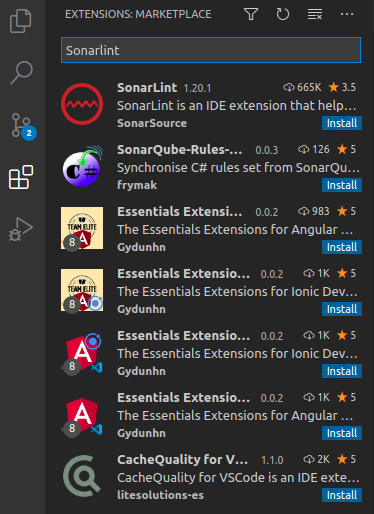 EXTENSIONS: MARKETPLACE
Sonarlint
SonarLint 1.20.1 665K 3.5
SonarLint is an IDE extension that help...
SonarSource Install
SonarQube-Rules-... 0.0.3 126 5
Synchronise C# rules set from SonarQu...
frymak Install
C#
Essentials Extensi... 0.0.2 983 5
The Essentials Extensions for Angular ...
Gydunhn Install
TEAM ELITE
8
Essentials Extensio... 0.0.2 1K 5
The Essentials Extensions for Ionic Dev...
Gydunhn Install
TEAM ELITE
8
Essentials Extensio... 0.0.2 1K 5
The Essentials Extensions for Ionic Dev...
Gydunhn Install
A
8
Essentials Extensi... 0.0.2 1K 5
The Essentials Extensions for Angular ...
Gydunhn Install
A
8
CacheQuality for V... 1.1.0 2K 5
CacheQuality for VSCode is an IDE exte...
litesolutions-es Install
2